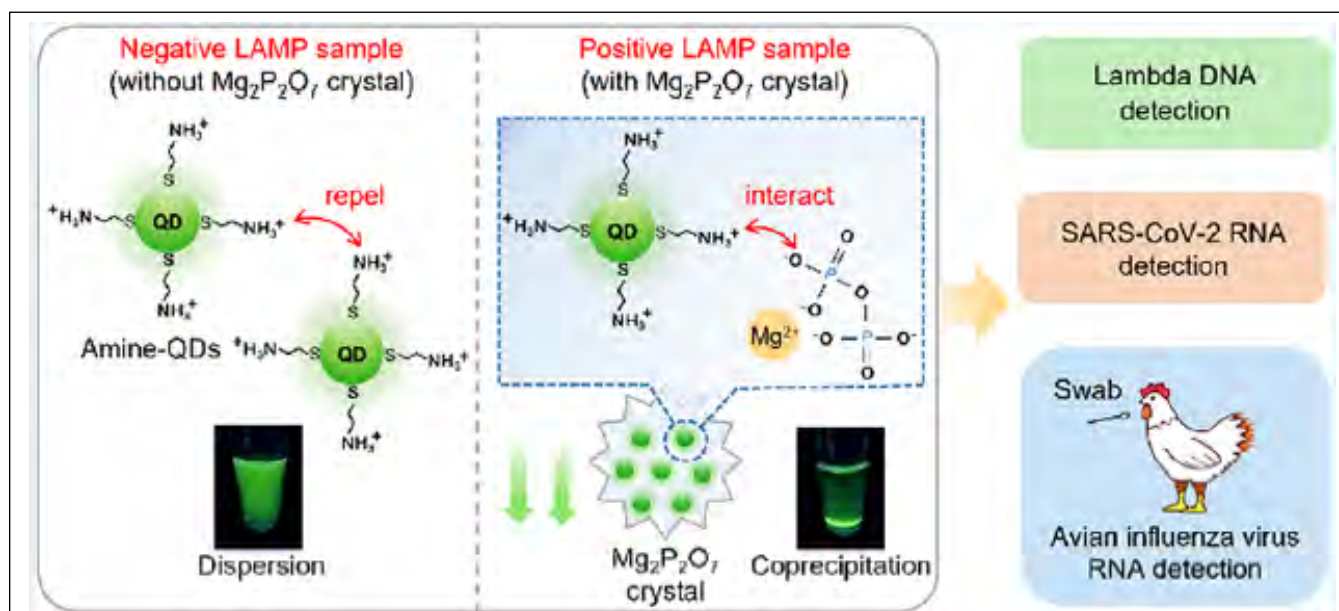 Negative LAMP sample
(without Mg₂P₂O₇ crystal)
NH₃⁺
S
⁺H₃N
S
QD
S
NH₃⁺
S
NH₃⁺
repel
Amine-QDs
NH₃⁺
S
⁺H₃N
S
QD
S
NH₃⁺
S
NH₃⁺
Dispersion
Positive LAMP sample
(with Mg₂P₂O₇ crystal)
NH₃⁺
S
⁺H₃N
S
QD
S
NH₃⁺
S
NH₃⁺
interact
O
⁻O
P
O
⁻O
Mg²⁺
⁻O
P
O⁻
O
Mg₂P₂O₇
crystal
Coprecipitation
Lambda DNA
detection
SARS-CoV-2 RNA
detection
Swab
Avian influenza virus
RNA detection